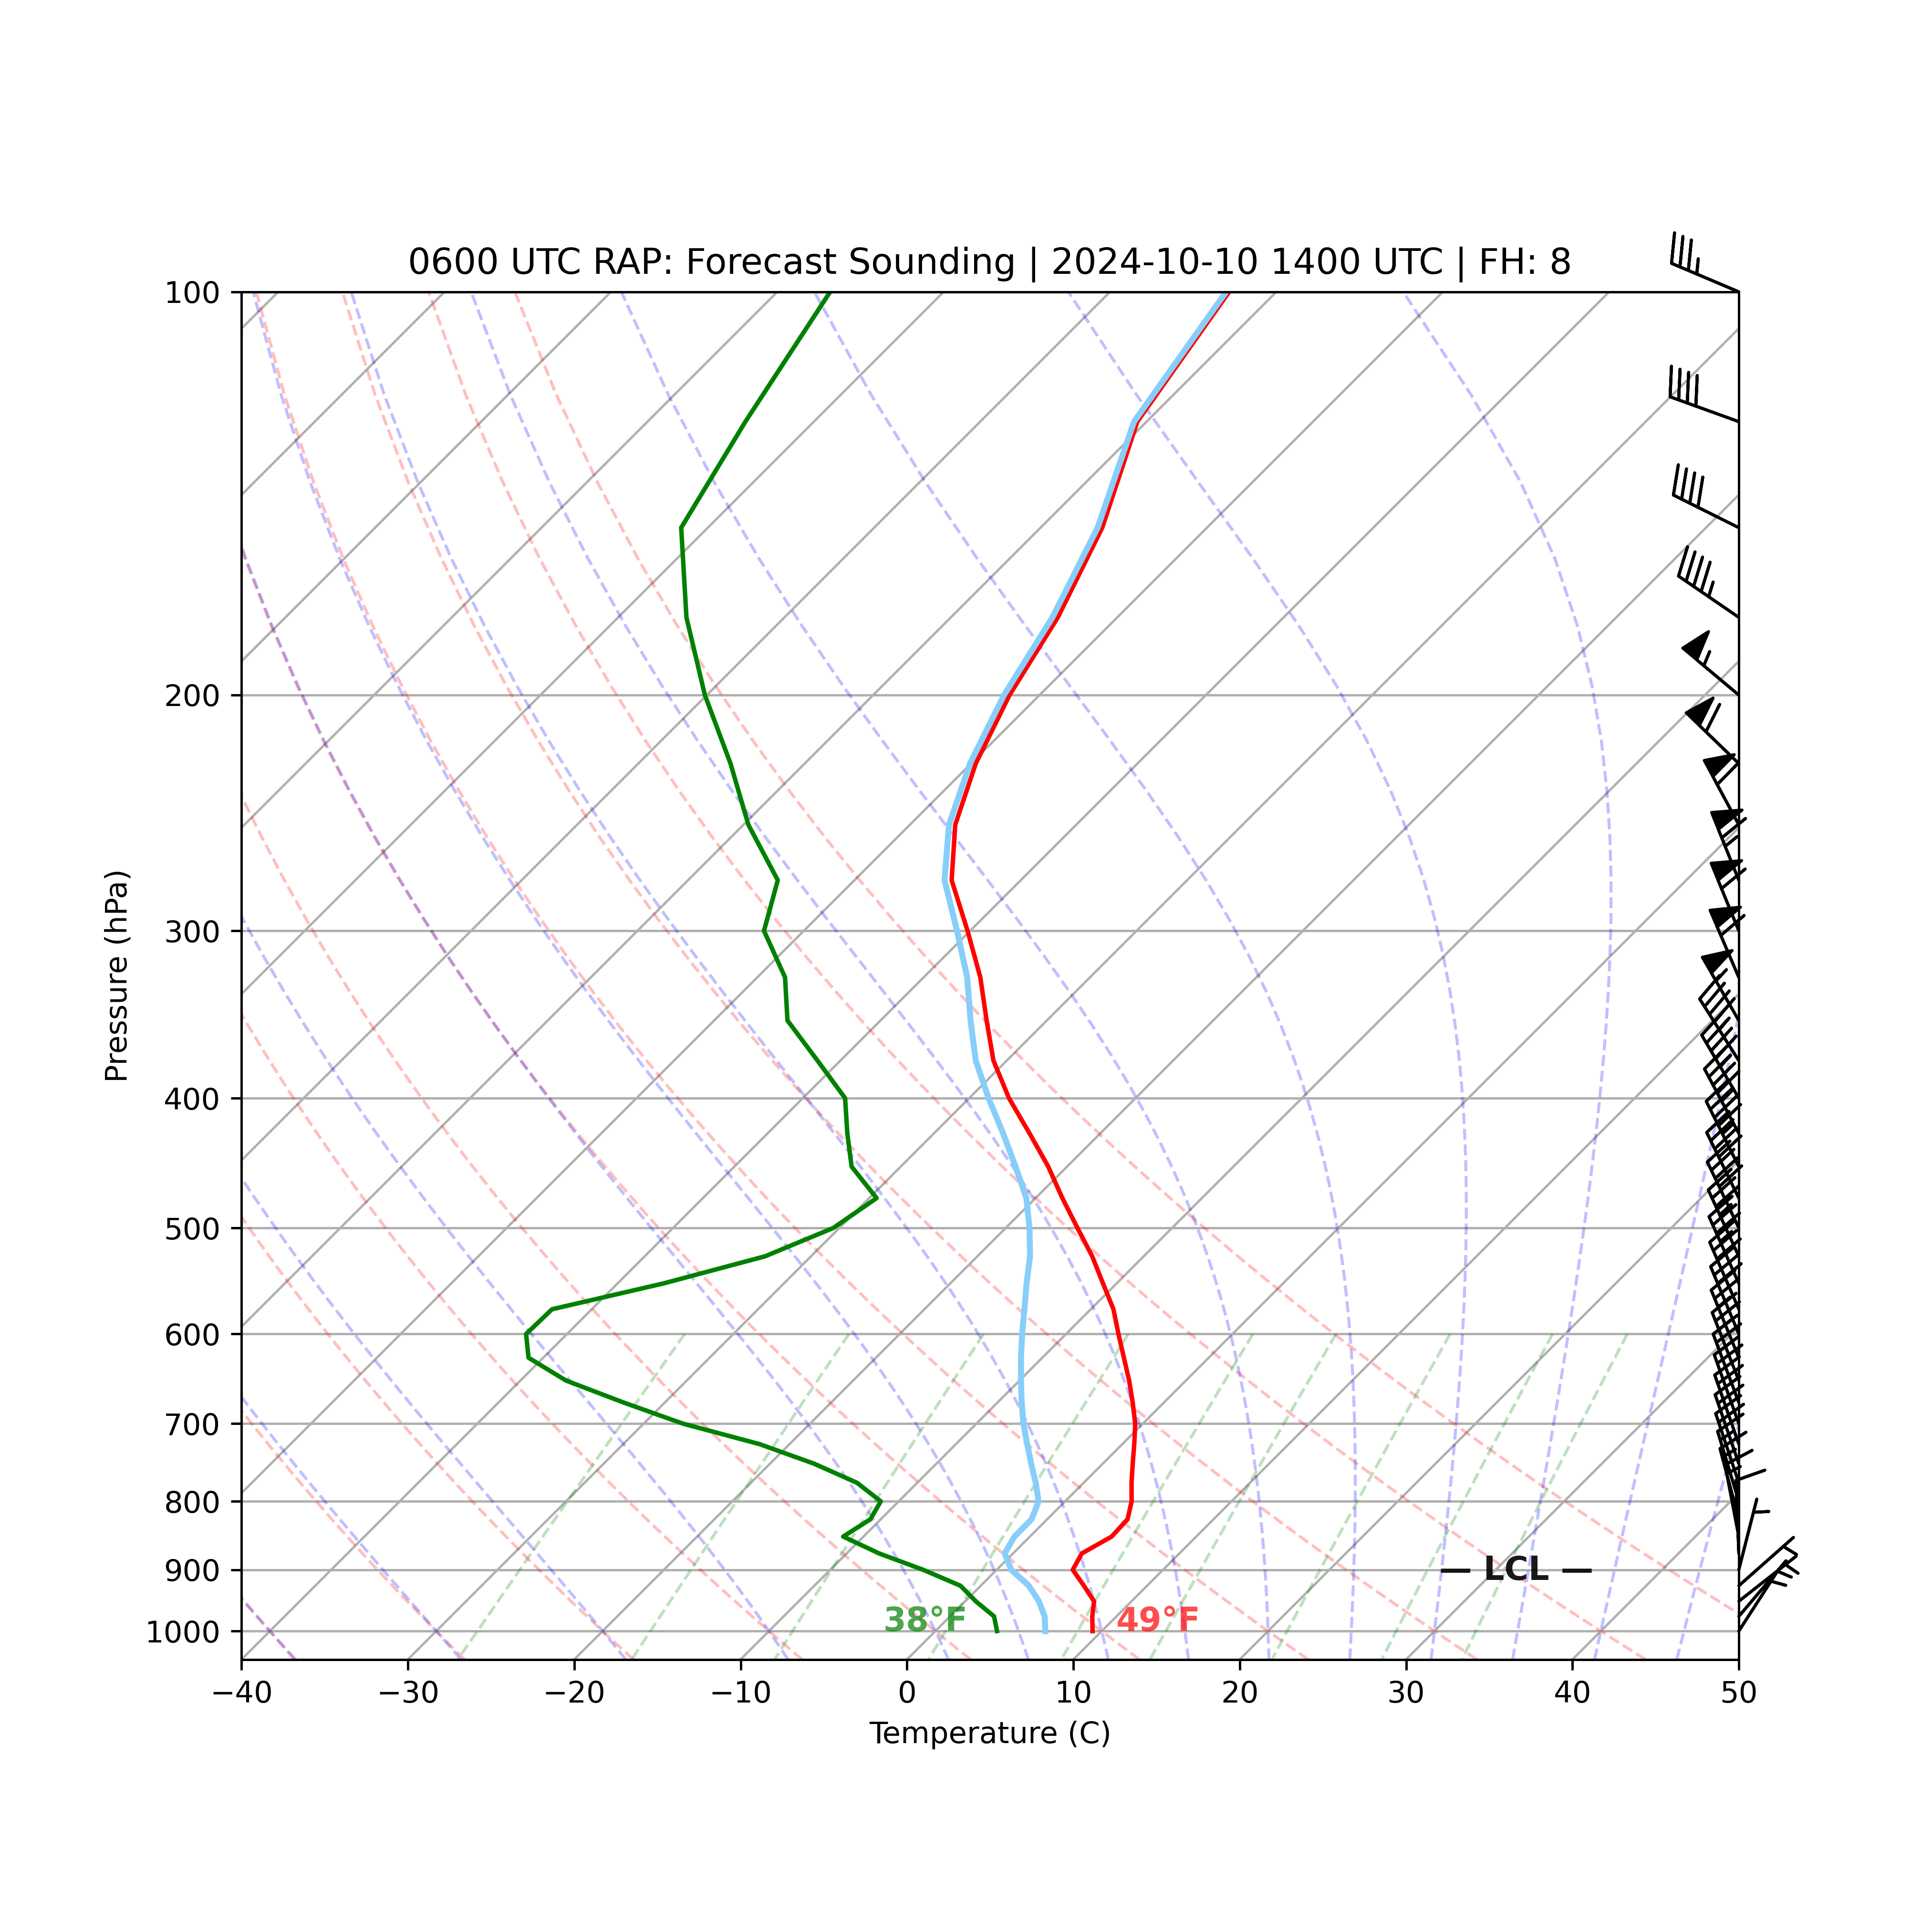 0600 UTC RAP: Forecast Sounding | 2024-10-10 1400 UTC | FH: 8
100
200
300
400
500
600
700
800
900
1000
Pressure (hPa)
— LCL —
38°F
49°F
−40 −30 −20 −10 0 10 20 30 40 50
Temperature (C)